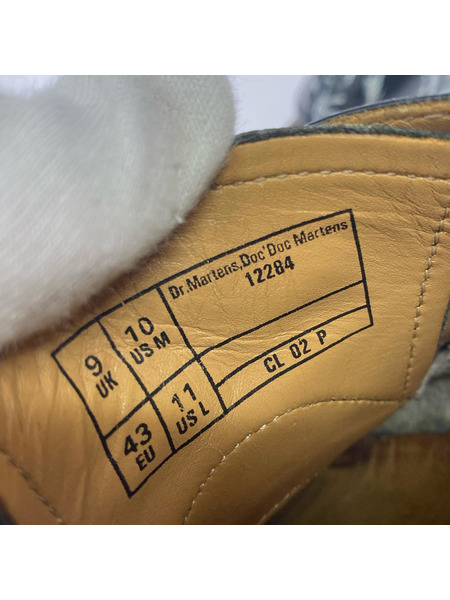 Dr.Martens,Doc'Doc Martens
12284
9
UK
10
US M
43
EU
11
US L
CL 02 P